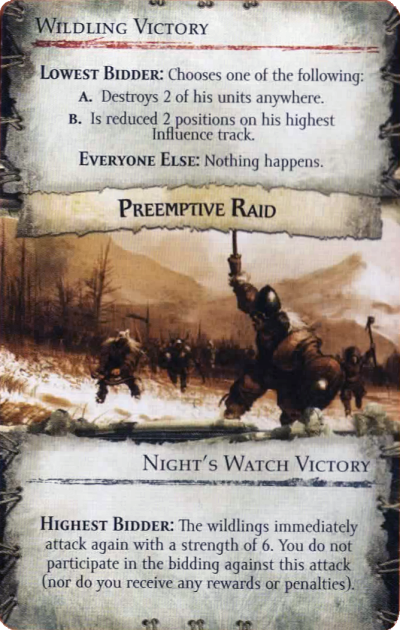 Wildling Victory
Lowest Bidder: Chooses one of the following:
A. Destroys 2 of his units anywhere.
B. Is reduced 2 positions on his highest
Influence track.
Everyone Else: Nothing happens.
Preemptive Raid
Night's Watch Victory
Highest Bidder: The wildlings immediately
attack again with a strength of 6. You do not
participate in the bidding against this attack
(nor do you receive any rewards or penalties).